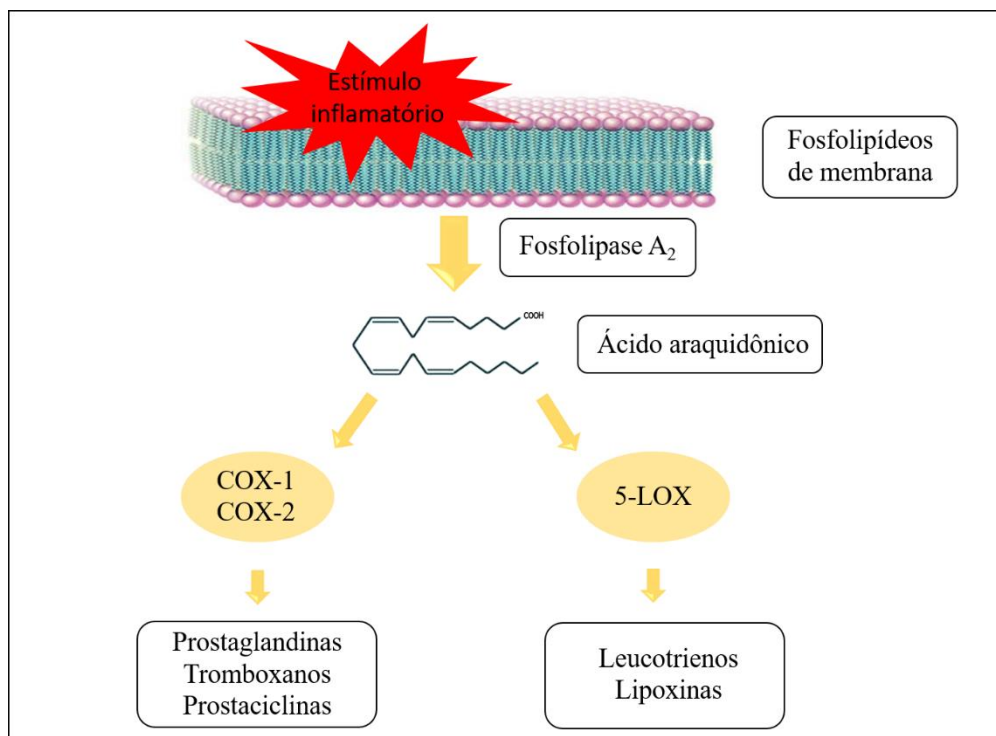 Estímulo
inflamatório
Fosfolipídeos
de membrana
Fosfolipase A₂
COOH
Ácido araquidônico
COX-1
COX-2
5-LOX
Prostaglandinas
Tromboxanos
Prostaciclinas
Leucotrienos
Lipoxinas